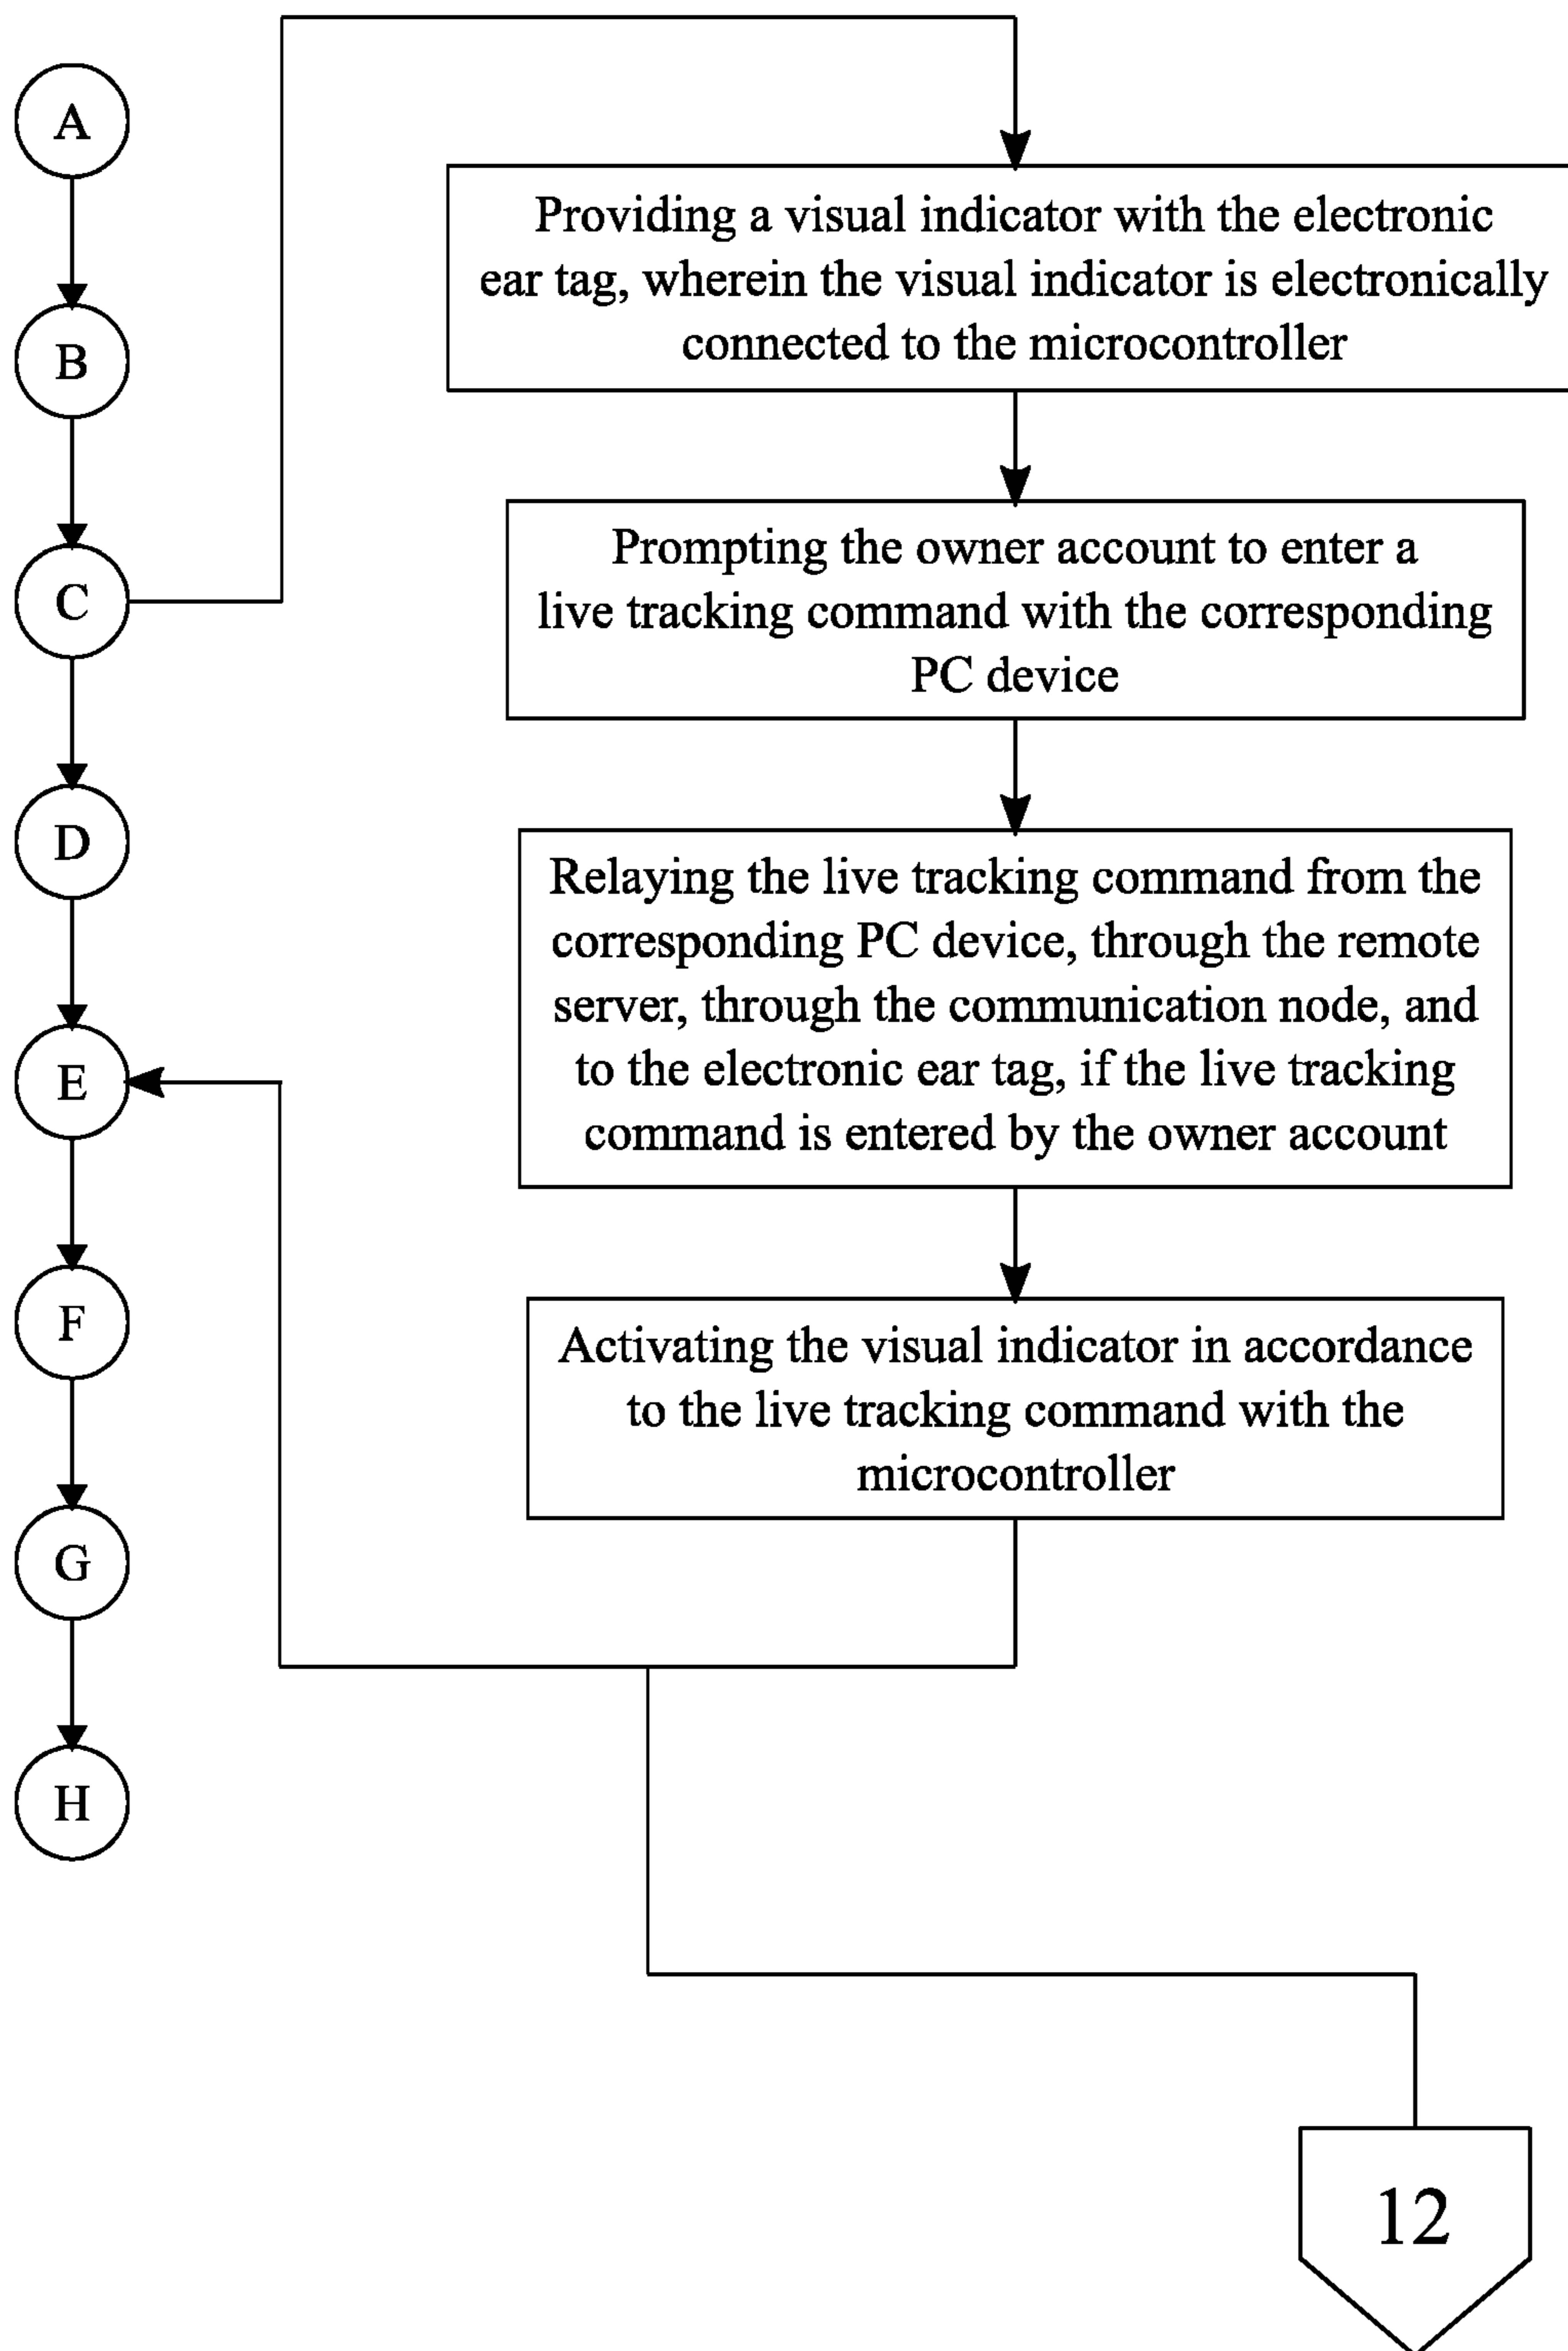 A
B
C
D
E
F
G
H
Providing a visual indicator with the electronic
ear tag, wherein the visual indicator is electronically
connected to the microcontroller
Prompting the owner account to enter a
live tracking command with the corresponding
PC device
Relaying the live tracking command from the
corresponding PC device, through the remote
server, through the communication node, and
to the electronic ear tag, if the live tracking
command is entered by the owner account
Activating the visual indicator in accordance
to the live tracking command with the
microcontroller
12